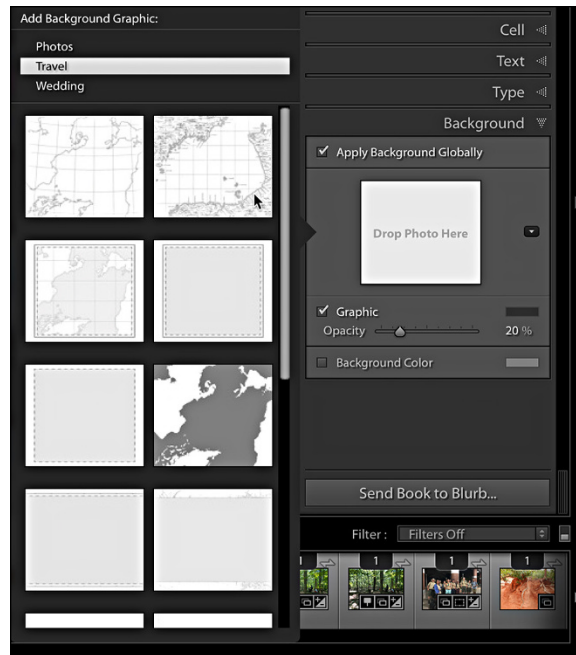 Add Background Graphic:
Photos
Travel
Wedding
Cell
Text
Type
Background
Apply Background Globally
Drop Photo Here
Graphic
Opacity 20 %
Background Color
Send Book to Blurb...
Filter : Filters Off
1 1 1 1